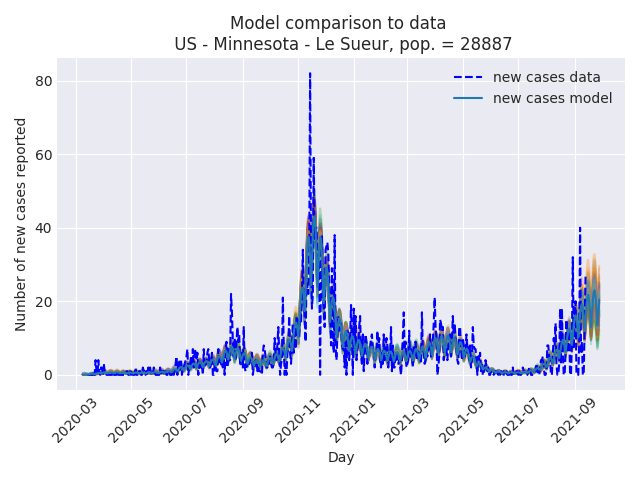 Model comparison to data
US - Minnesota - Le Sueur, pop. = 28887
new cases data
new cases model
Number of new cases reported
80
60
40
20
0
2020-03
2020-05
2020-07
2020-09
2020-11
2021-01
2021-03
2021-05
2021-07
2021-09
Day